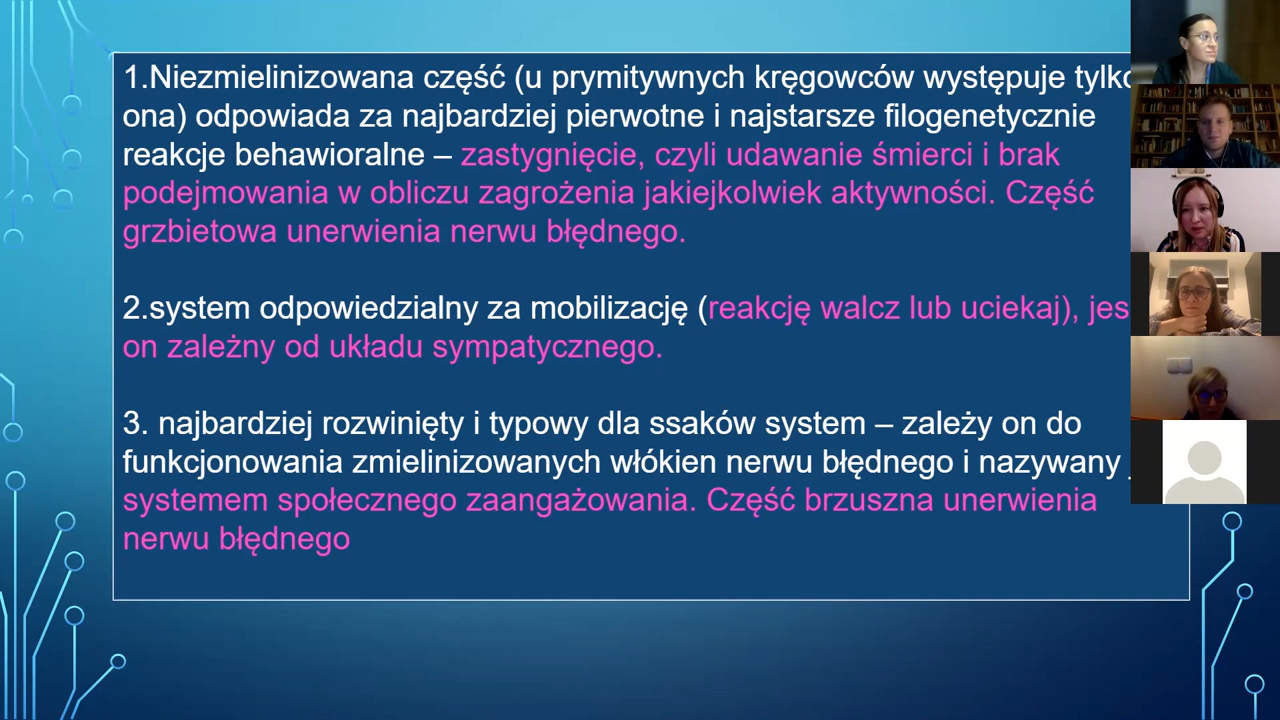 1.Niezmielinizowana część (u prymitywnych kręgowców występuje
ona) odpowiada za najbardziej pierwotne i najstarsze filogenetycznie
reakcje behawioralne – zastygnięcie, czyli udawanie śmierci i brak
podejmowania w obliczu zagrożenia jakiejkolwiek aktywności. Część
grzbietowa unerwienia nerwu błędnego.
2.system odpowiedzialny za mobilizację (reakcję walcz lub uciekaj),
on zależny od układu sympatycznego.
3. najbardziej rozwinięty i typowy dla ssaków system – zależy on do
funkcjonowania zmielinizowanych włókien nerwu błędnego i nazywany
systemem społecznego zaangażowania. Część brzuszna unerwienia
nerwu błędnego